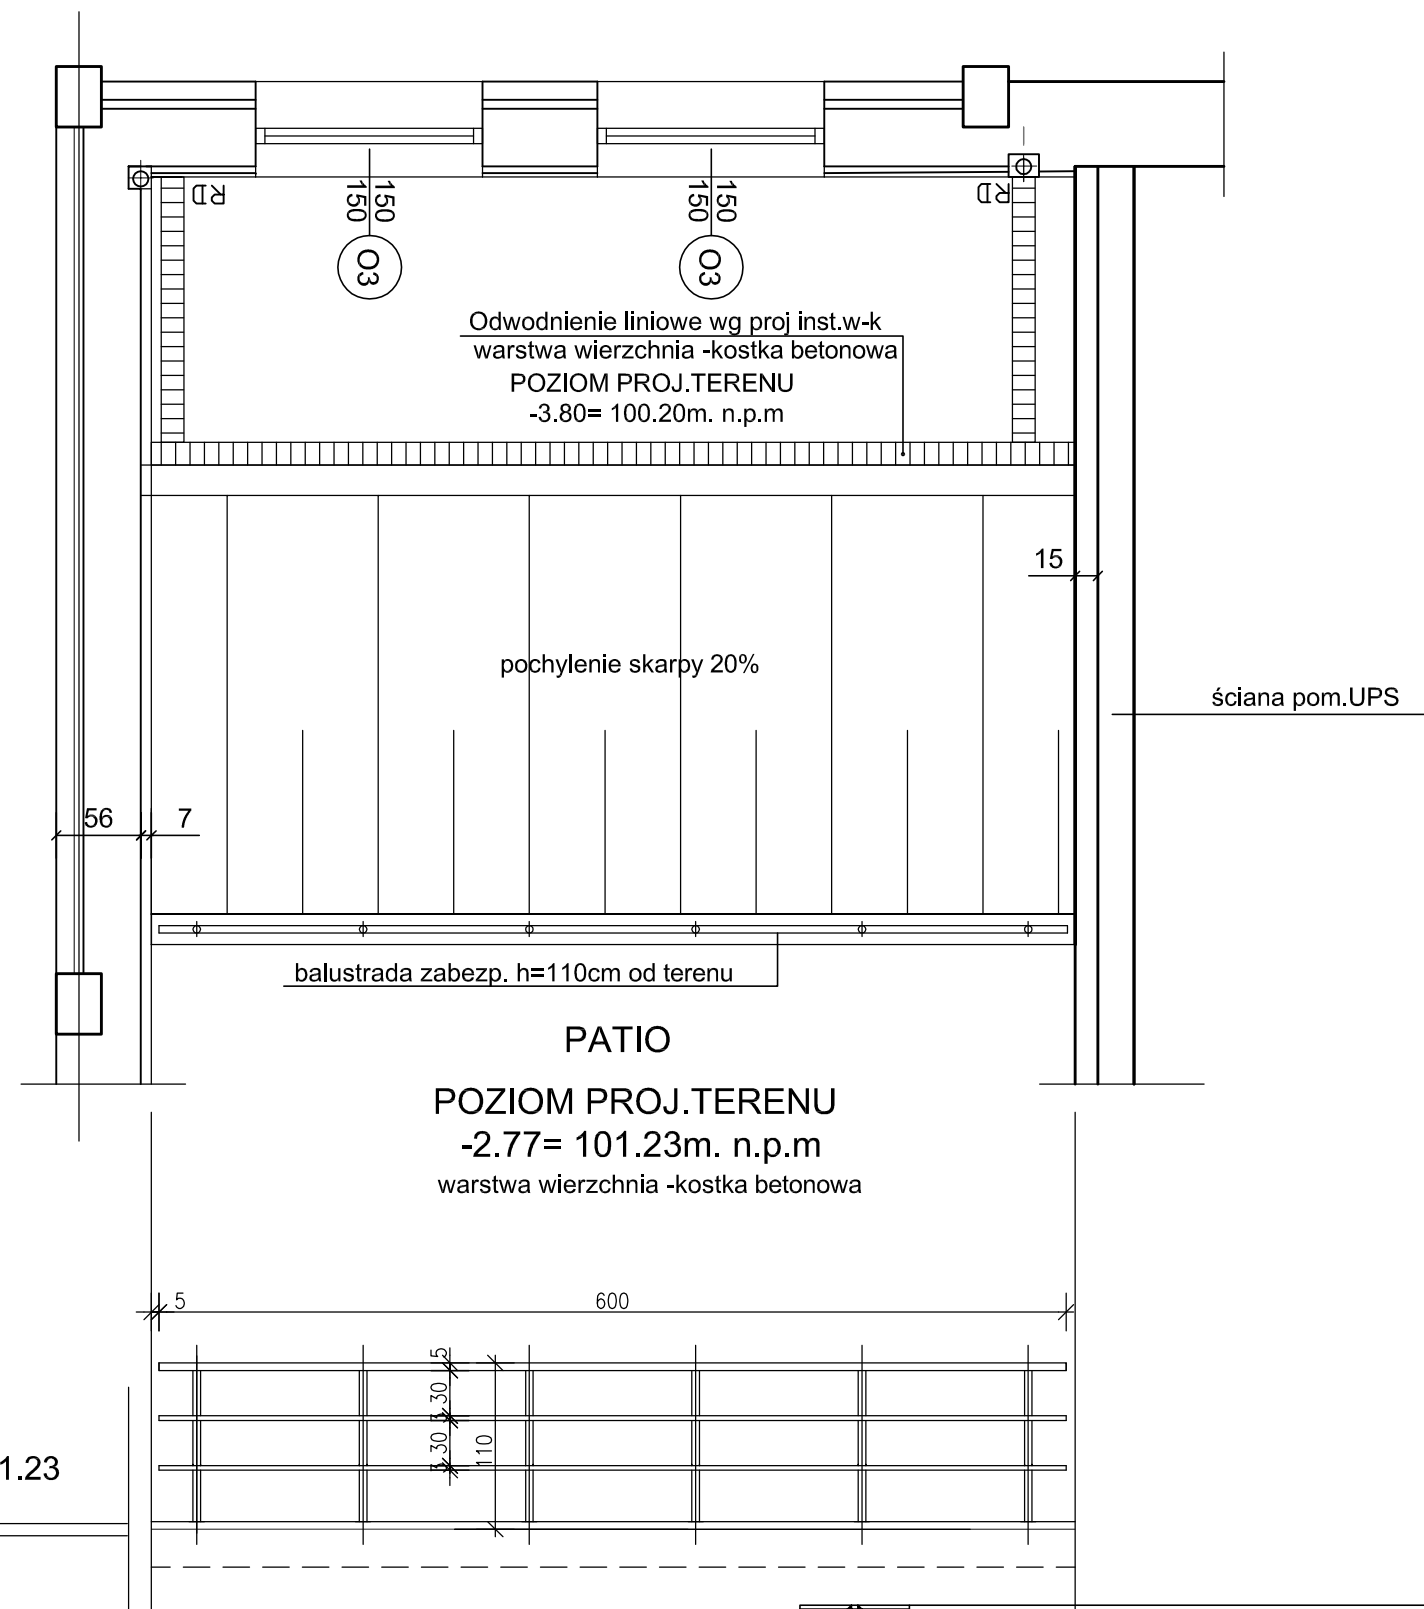 RD
RD
150
150
150
150
O3
O3
Odwodnienie liniowe wg proj inst.w-k
warstwa wierzchnia -kostka betonowa
POZIOM PROJ.TERENU
-3.80= 100.20m. n.p.m
15
pochylenie skarpy 20%
ściana pom.UPS
56
7
balustrada zabezp. h=110cm od terenu
PATIO
POZIOM PROJ.TERENU
-2.77= 101.23m. n.p.m
warstwa wierzchnia -kostka betonowa
5
600
5
30
30
110
1.23